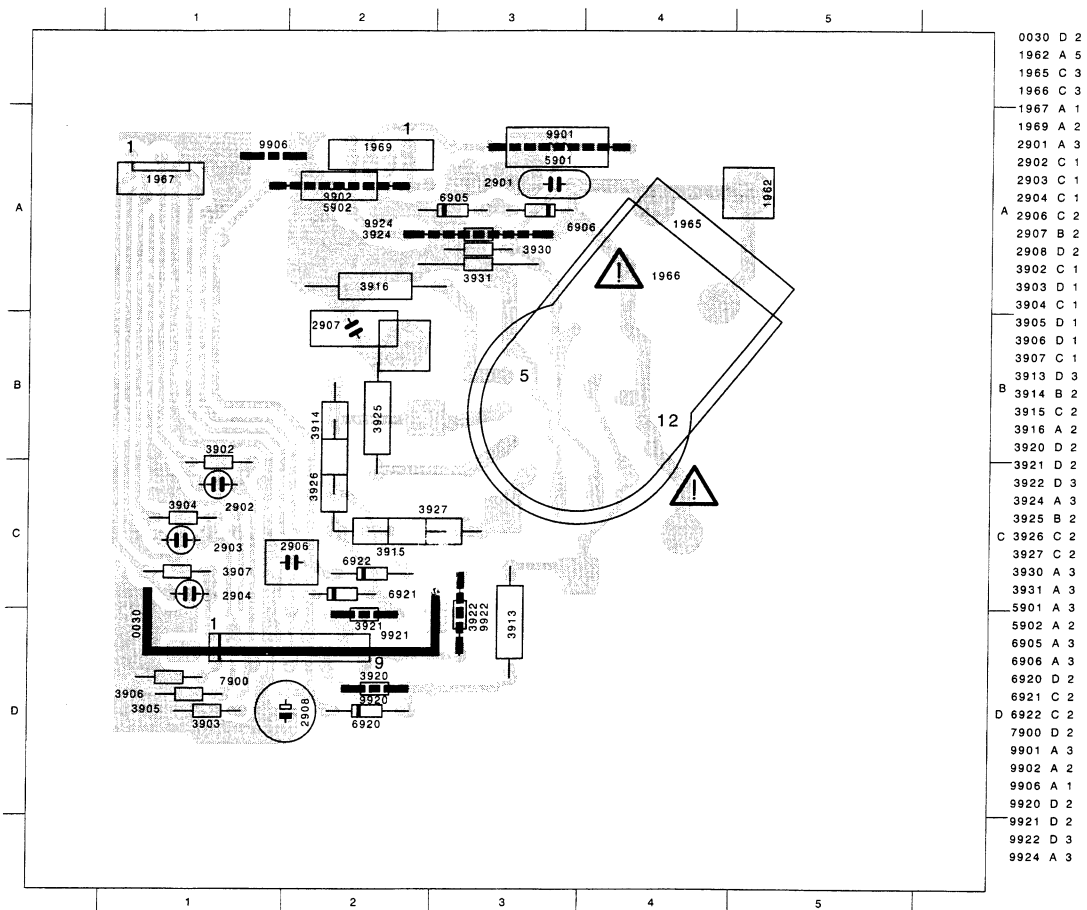 1 2 3 4 5
0030 D 2
1962 A 5
1965 C 3
1966 C 3
1967 A 1
1969 A 2
2901 A 3
2902 C 1
2903 C 1
2904 C 1
2906 C 2
2907 B 2
2908 D 2
3902 C 1
3903 D 1
3904 C 1
3905 D 1
3906 D 1
3907 C 1
3913 D 3
3914 B 2
3915 C 2
3916 A 2
3920 D 2
3921 D 2
3922 D 3
3924 A 3
3925 B 2
3926 C 2
3927 C 2
3930 A 3
3931 A 3
5901 A 3
5902 A 2
6905 A 3
6906 A 3
6920 D 2
6921 C 2
6922 C 2
7900 D 2
9901 A 3
9902 A 2
9906 A 1
9920 D 2
9921 D 2
9922 D 3
9924 A 3
A
B
C
D
A
B
C
D
1
9906
1
1969
9901
5901
1967
9902
5902
2901
1962
6905
9924
3924
6906
1965
3930
3931
!
1966
3916
2907
5
3914
3925
12
3902
3926
!
2902
3904
3927
2903
2906
3915
6922
3907
6921
2904
0030
1
3921
9921
3922
9922
3913
9
7900
3920
3906
9920
3905
3903
2908
6920
1 2 3 4 5